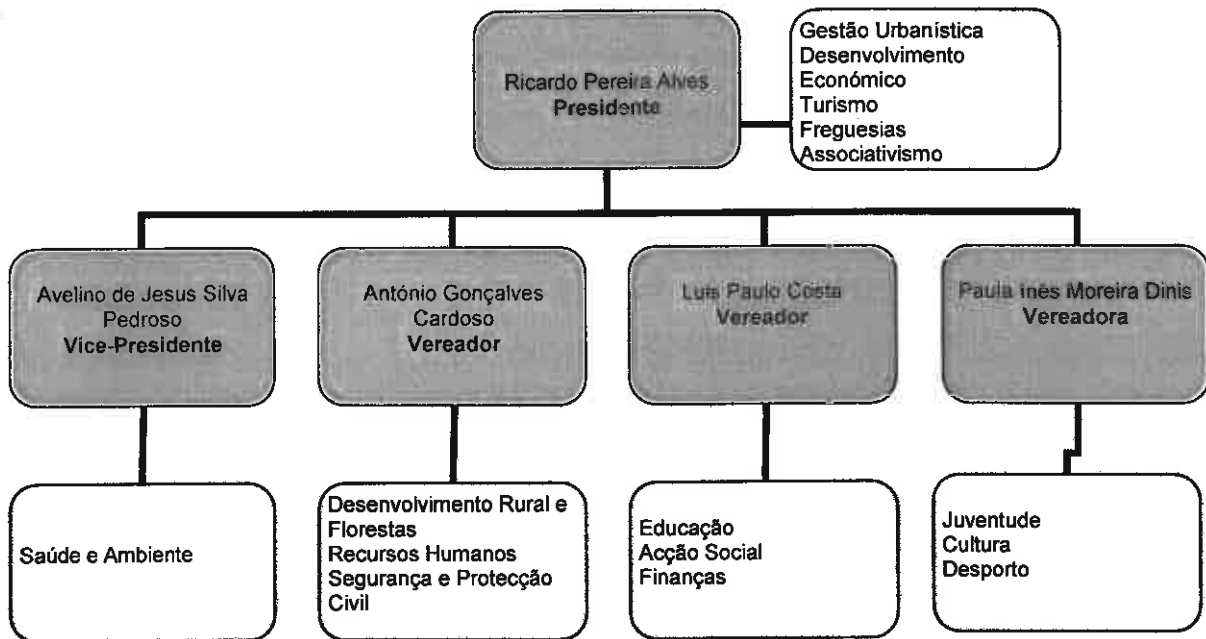 Ricardo Pereira Alves
Presidente
Gestão Urbanística
Desenvolvimento
Económico
Turismo
Freguesias
Associativismo
Avelino de Jesus Silva
Pedroso
Vice-Presidente
António Gonçalves
Cardoso
Vereador
Luís Paulo Costa
Vereador
Paula Inês Moreira Dinis
Vereadora
Saúde e Ambiente
Desenvolvimento Rural e
Florestas
Recursos Humanos
Segurança e Protecção
Civil
Educação
Acção Social
Finanças
Juventude
Cultura
Desporto